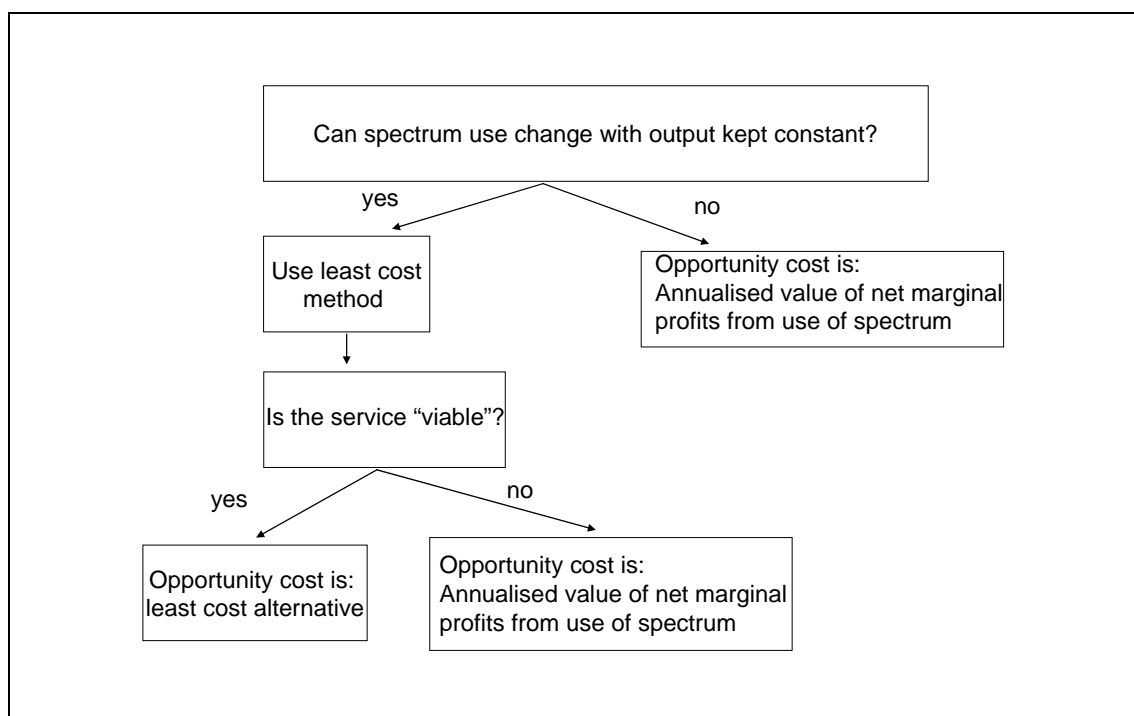 Can spectrum use change with output kept constant?
yes
no
Use least cost
method
Opportunity cost is:
Annualised value of net marginal
profits from use of spectrum
Is the service “viable”?
yes
no
Opportunity cost is:
least cost alternative
Opportunity cost is:
Annualised value of net marginal
profits from use of spectrum